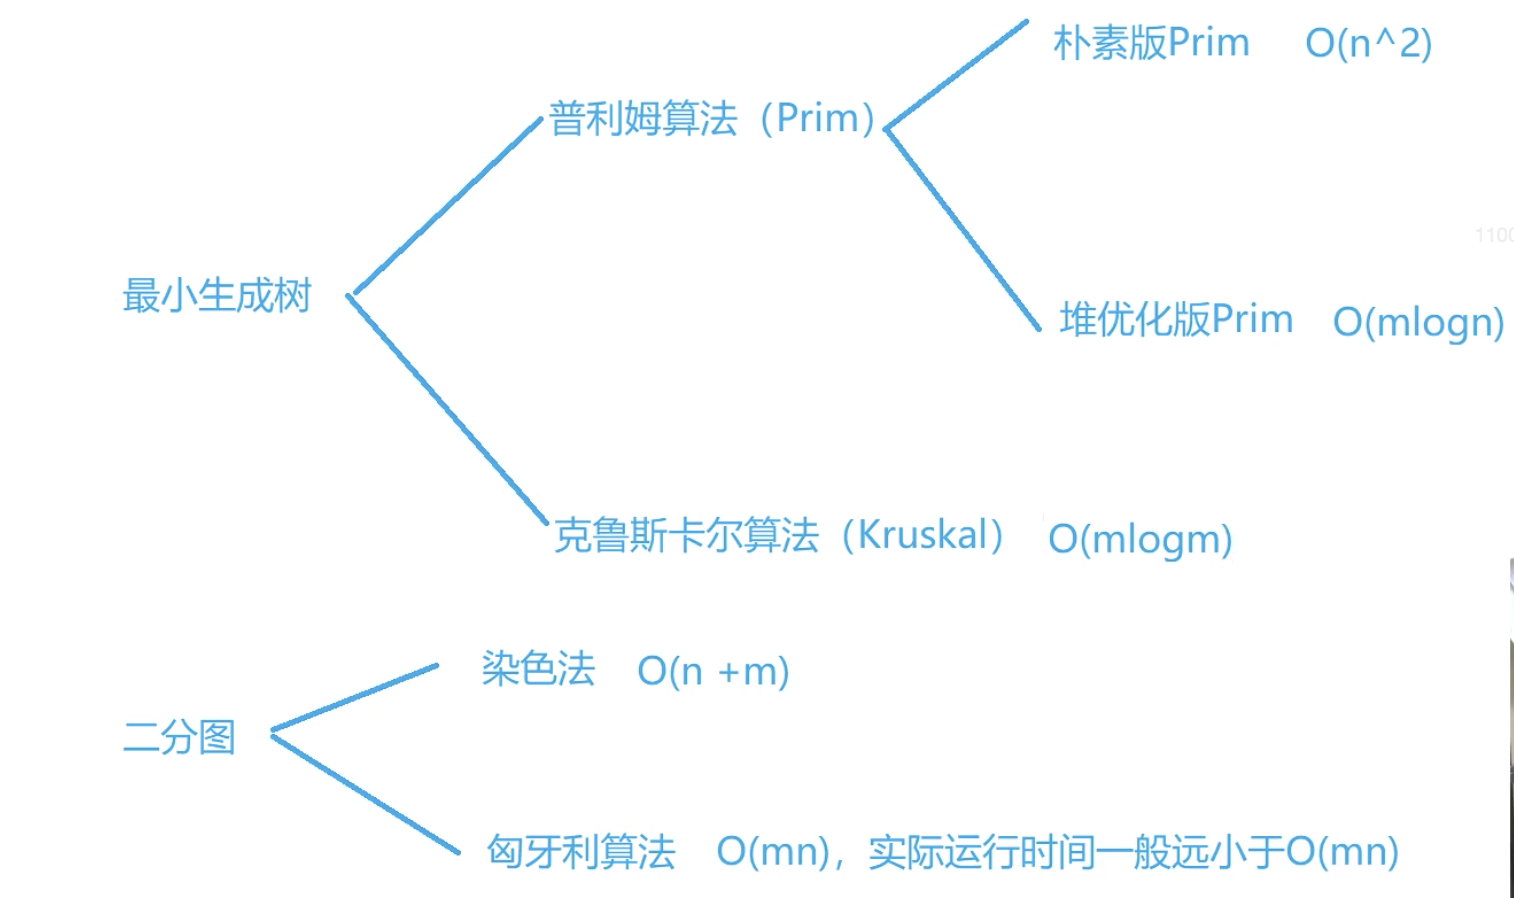 朴素版Prim O(n^2)
普利姆算法（Prim）
1100
最小生成树
堆优化版Prim O(mlogn)
克鲁斯卡尔算法（Kruskal） O(mlogm)
染色法 O(n +m)
二分图
匈牙利算法 O(mn)，实际运行时间一般远小于O(mn)